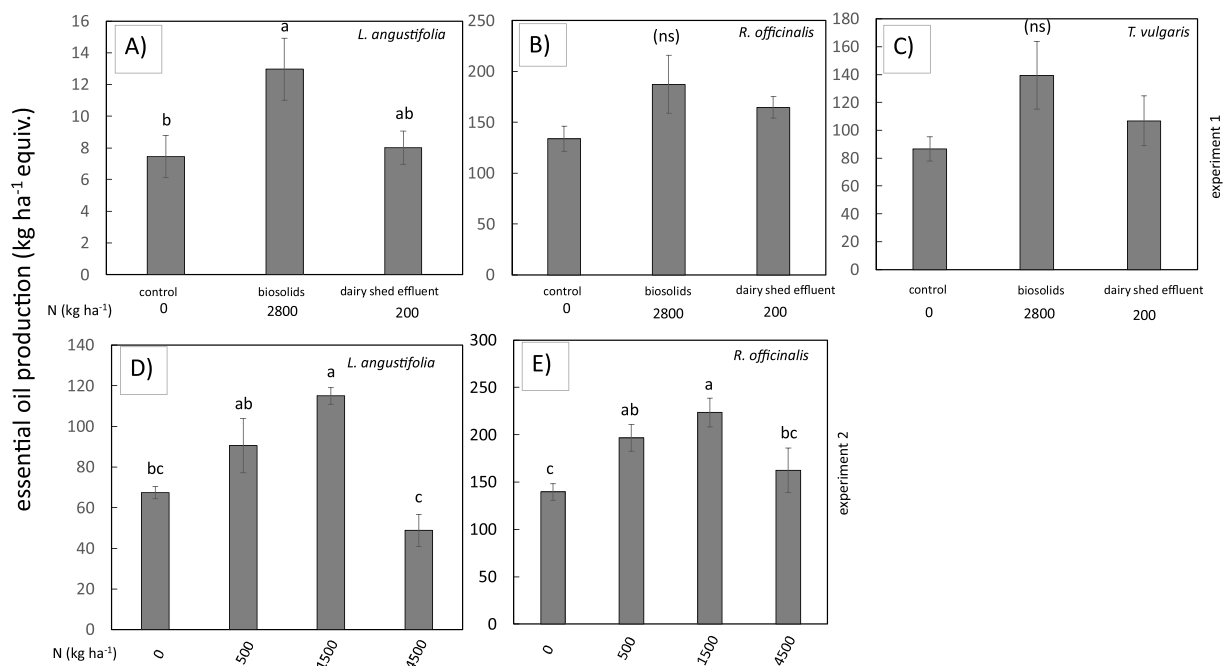 essential oil production (kg ha⁻¹ equiv.)
A)
L. angustifolia
16
14
12
10
8
6
4
2
0
b
a
ab
control
biosolids
dairy shed effluent
N (kg ha⁻¹)
0
2800
200
B)
R. officinalis
250
200
150
100
50
0
(ns)
control
biosolids
dairy shed effluent
0
2800
200
C)
T. vulgaris
180
160
140
120
100
80
60
40
20
0
(ns)
control
biosolids
dairy shed effluent
0
2800
200
experiment 1
D)
L. angustifolia
140
120
100
80
60
40
20
0
bc
ab
a
c
N (kg ha⁻¹)
0
500
1500
4500
E)
R. officinalis
300
250
200
150
100
50
0
c
ab
a
bc
0
500
1500
4500
experiment 2